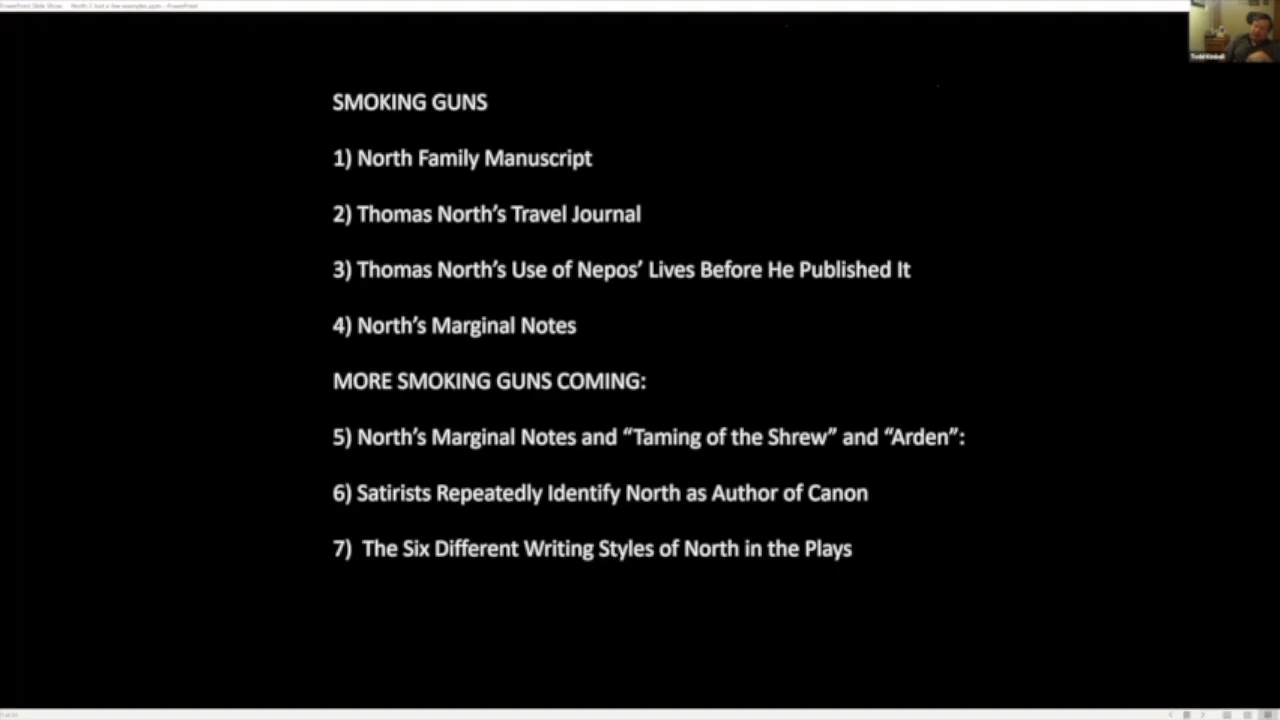 PowerPoint Slide Show
SMOKING GUNS
1) North Family Manuscript
2) Thomas North’s Travel Journal
3) Thomas North’s Use of Nepos’ Lives Before He Published It
4) North’s Marginal Notes
MORE SMOKING GUNS COMING:
5) North’s Marginal Notes and “Taming of the Shrew” and “Arden”:
6) Satirists Repeatedly Identify North as Author of Canon
7) The Six Different Writing Styles of North in the Plays